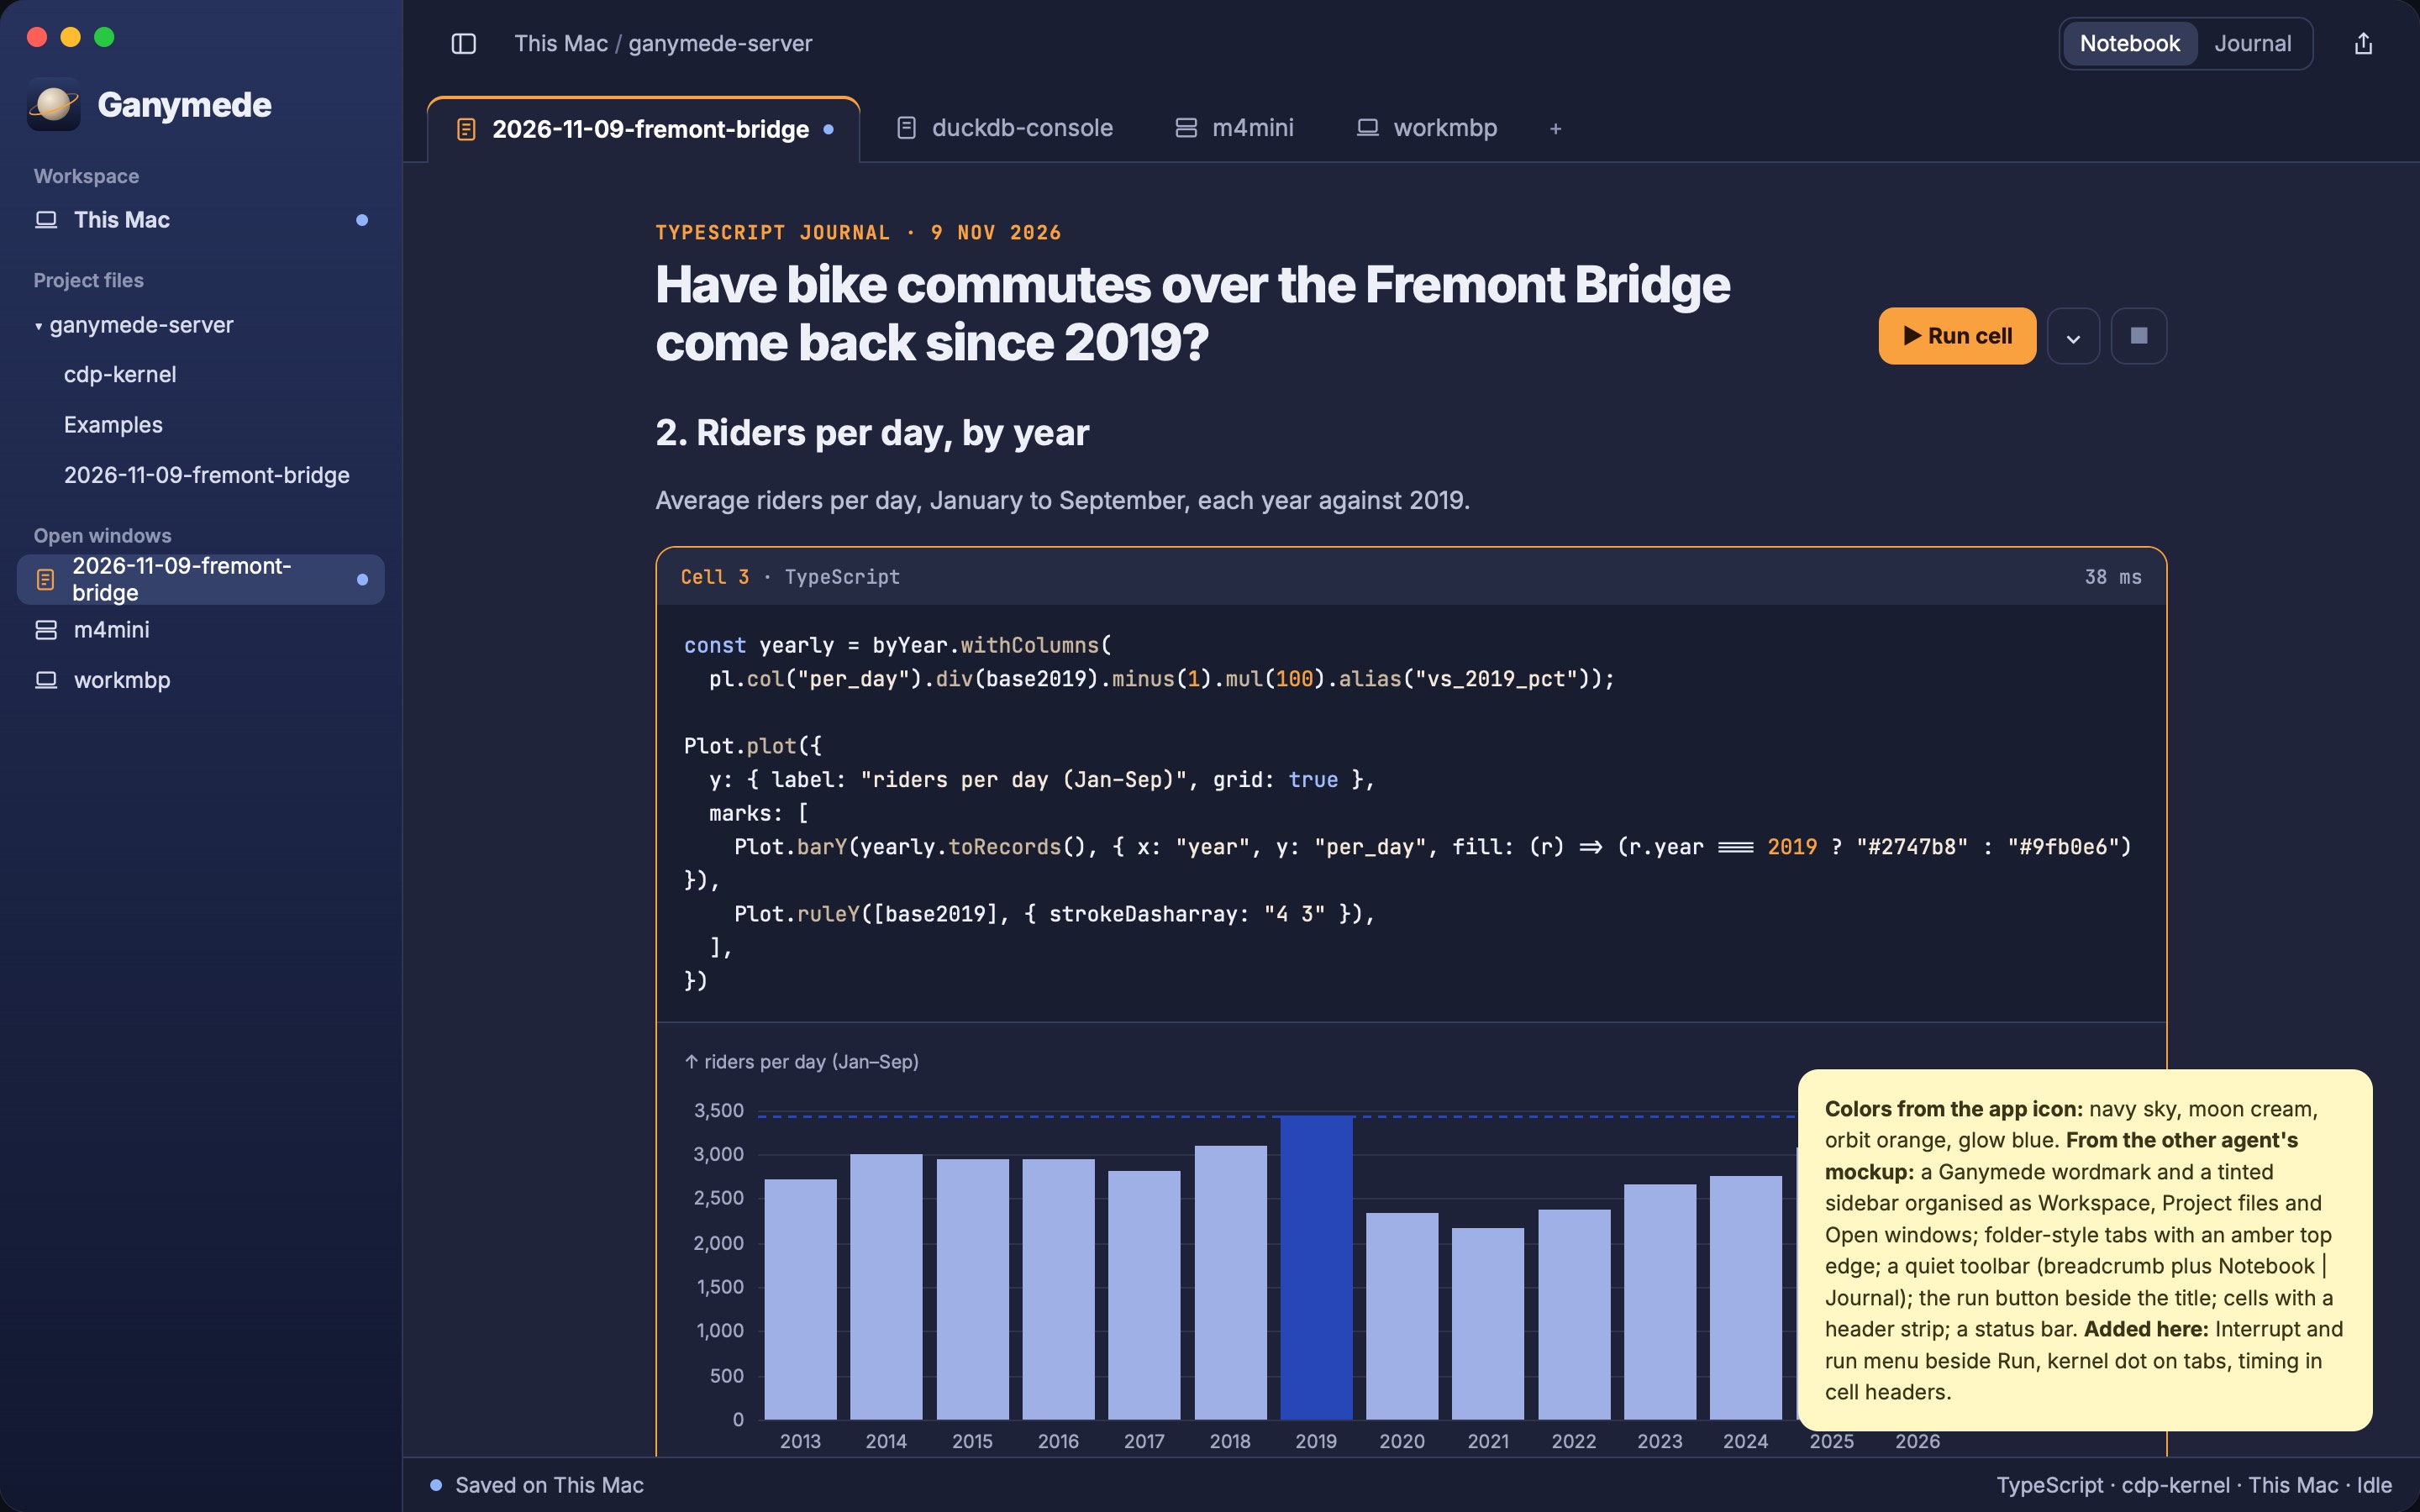 Ganymede
Workspace
This Mac
Project files
▾ ganymede-server
cdp-kernel
Examples
2026-11-09-fremont-bridge
Open windows
2026-11-09-fremont-
bridge
m4mini
workmbp
This Mac / ganymede-server
Notebook
Journal
2026-11-09-fremont-bridge
duckdb-console
m4mini
workmbp
+
TYPESCRIPT JOURNAL · 9 NOV 2026
Have bike commutes over the Fremont Bridge
come back since 2019?
▶ Run cell
2. Riders per day, by year
Average riders per day, January to September, each year against 2019.
Cell 3 · TypeScript
38 ms
const yearly = byYear.withColumns(
  pl.col("per_day").div(base2019).minus(1).mul(100).alias("vs_2019_pct"));
Plot.plot({
  y: { label: "riders per day (Jan–Sep)", grid: true },
  marks: [
    Plot.barY(yearly.toRecords(), { x: "year", y: "per_day", fill: (r) => (r.year === 2019 ? "#2747b8" : "#9fb0e6")
}),
    Plot.ruleY([base2019], { strokeDasharray: "4 3" }),
  ],
})
↑ riders per day (Jan–Sep)
3,500
3,000
2,500
2,000
1,500
1,000
500
0
2013 2014 2015 2016 2017 2018 2019 2020 2021 2022 2023 2024 2025 2026
Colors from the app icon: navy sky, moon cream,
orbit orange, glow blue. From the other agent's
mockup: a Ganymede wordmark and a tinted
sidebar organised as Workspace, Project files and
Open windows; folder-style tabs with an amber top
edge; a quiet toolbar (breadcrumb plus Notebook |
Journal); the run button beside the title; cells with a
header strip; a status bar. Added here: Interrupt and
run menu beside Run, kernel dot on tabs, timing in
cell headers.
Saved on This Mac
TypeScript · cdp-kernel · This Mac · Idle